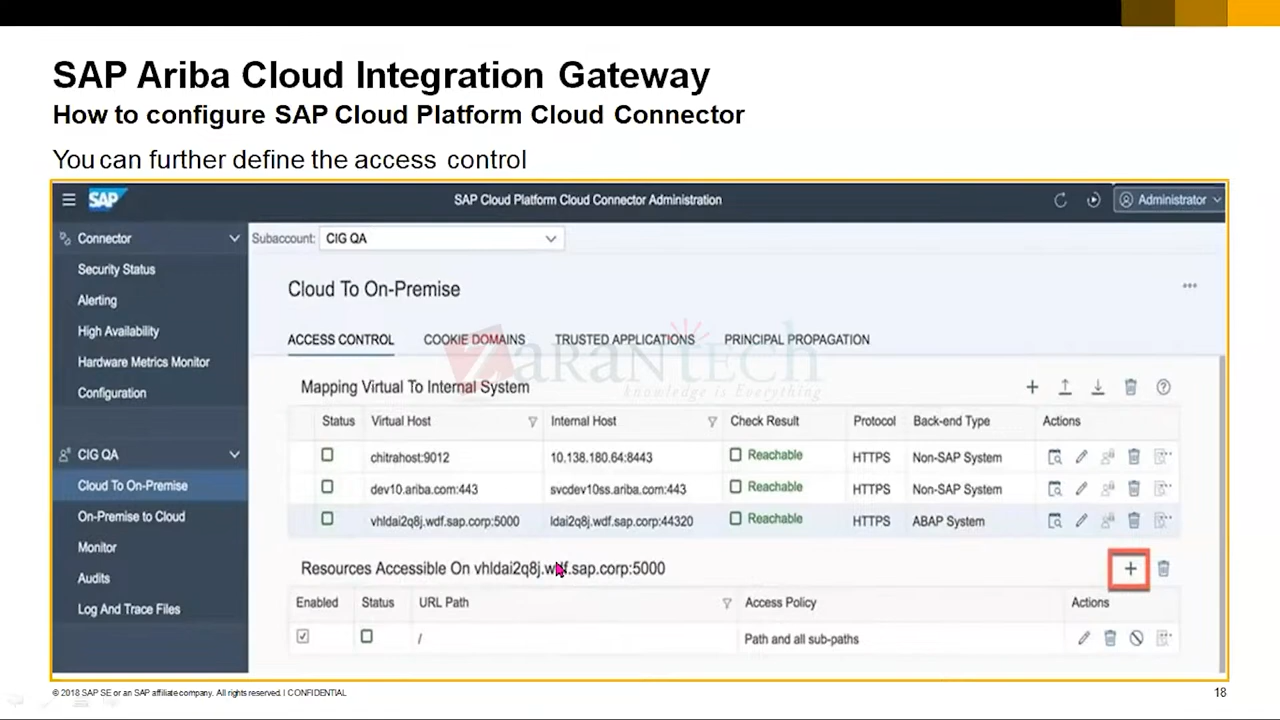 SAP Ariba Cloud Integration Gateway
How to configure SAP Cloud Platform Cloud Connector
You can further define the access control
SAP
SAP Cloud Platform Cloud Connector Administration
Administrator
Connector
Security Status
Alerting
High Availability
Hardware Metrics Monitor
Configuration
CIG QA
Cloud To On-Premise
On-Premise to Cloud
Monitor
Audits
Log And Trace Files
Subaccount: CIG QA
Cloud To On-Premise
ACCESS CONTROL COOKIE DOMAINS TRUSTED APPLICATIONS PRINCIPAL PROPAGATION
ZaranTech
knowledge is Everything
Mapping Virtual To Internal System
Status Virtual Host Internal Host Check Result Protocol Back-end Type Actions
chitrahost:9012 10.138.180.64:8443 Reachable HTTPS Non-SAP System
dev10.ariba.com:443 svcdev10ss.ariba.com:443 Reachable HTTPS Non-SAP System
vhldai2q8j.wdf.sap.corp:5000 ldai2q8j.wdf.sap.corp:44320 Reachable HTTPS ABAP System
Resources Accessible On vhldai2q8j.wdf.sap.corp:5000
Enabled Status URL Path Access Policy Actions
/ Path and all sub-paths
© 2018 SAP SE or an SAP affiliate company. All rights reserved. I CONFIDENTIAL
18